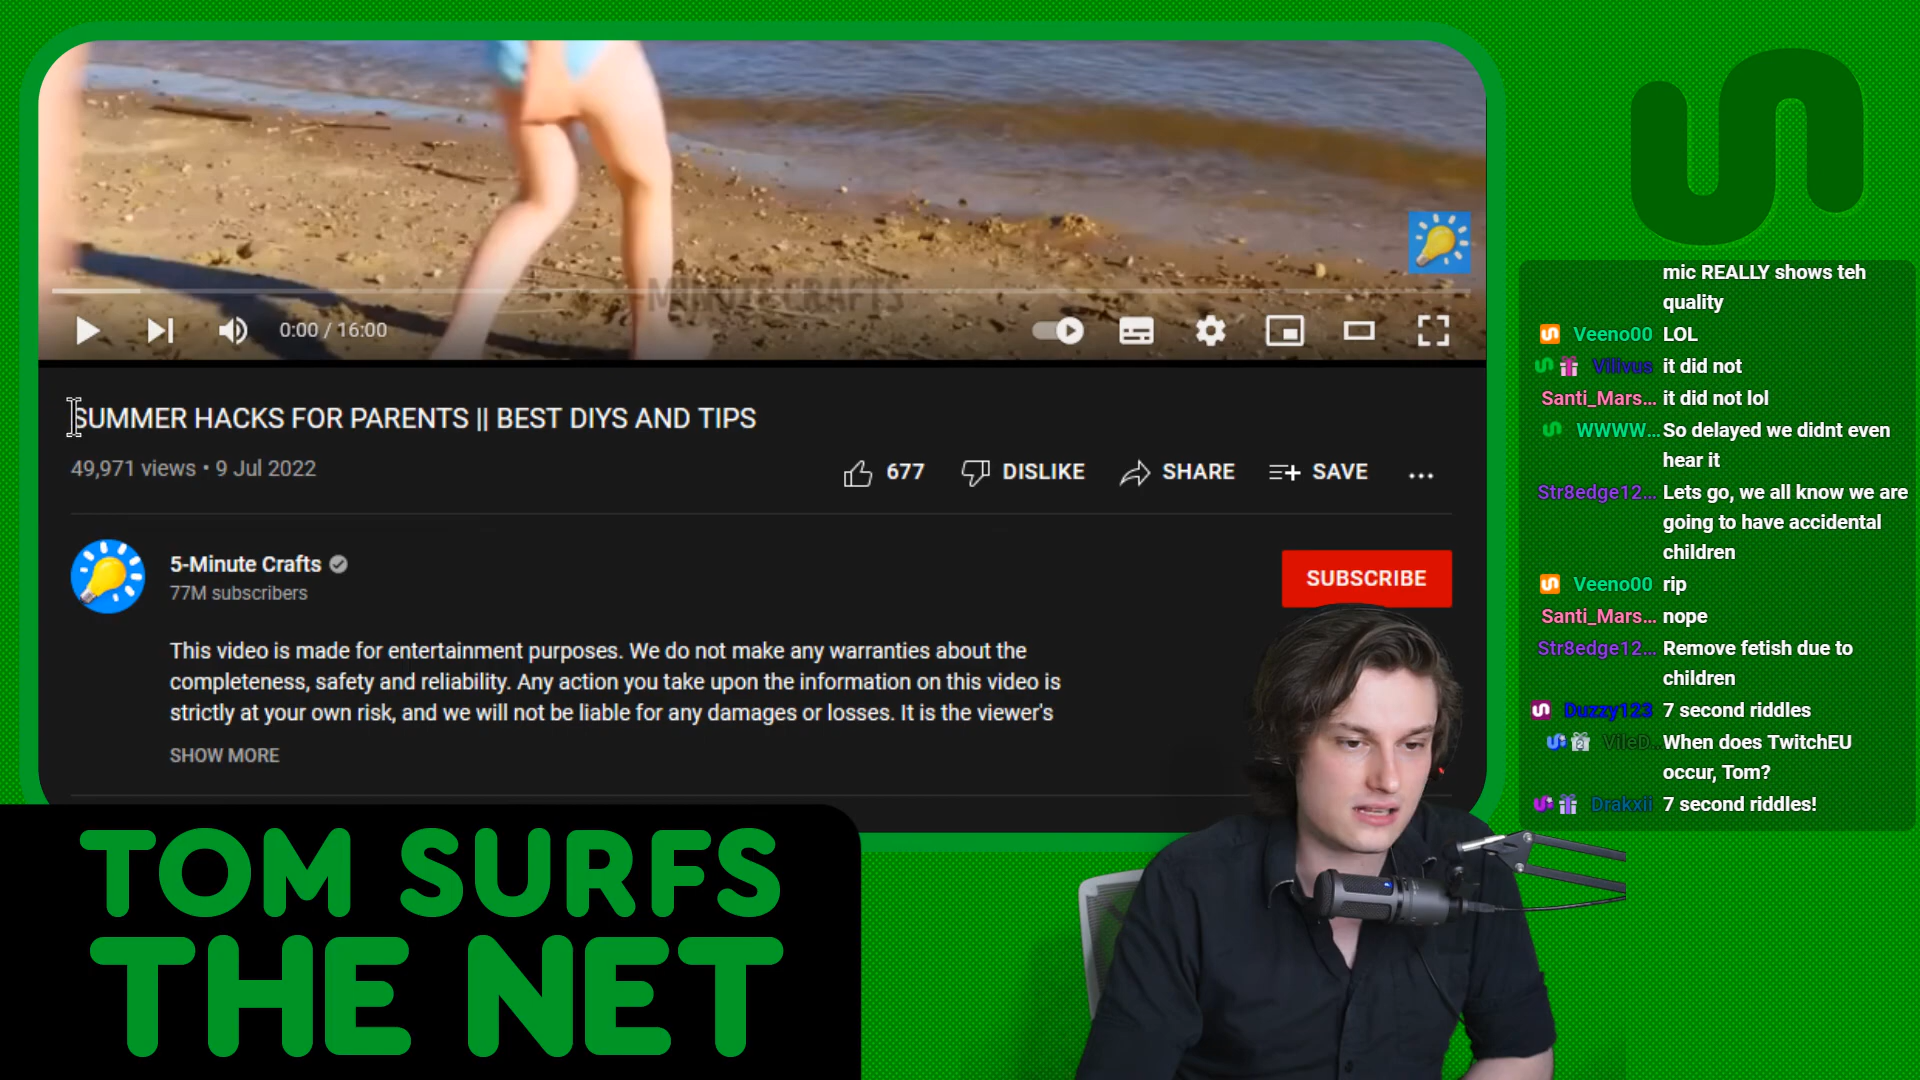 -MINUTE CRAFTS
0:00 / 16:00
SUMMER HACKS FOR PARENTS || BEST DIYS AND TIPS
49,971 views • 9 Jul 2022
677
DISLIKE
SHARE
SAVE
...
5-Minute Crafts
77M subscribers
SUBSCRIBE
This video is made for entertainment purposes. We do not make any warranties about the
completeness, safety and reliability. Any action you take upon the information on this video is
strictly at your own risk, and we will not be liable for any damages or losses. It is the viewer's
SHOW MORE
TOM SURFS
THE NET
mic REALLY shows teh
quality
Veeno00 LOL
Vilivus it did not
Santi_Mars... it did not lol
WWWW... So delayed we didnt even
hear it
Str8edge12... Lets go, we all know we are
going to have accidental
children
Veeno00 rip
Santi_Mars... nope
Str8edge12... Remove fetish due to
children
Duzzy123 7 second riddles
VileD... When does TwitchEU
occur, Tom?
Drakxii 7 second riddles!